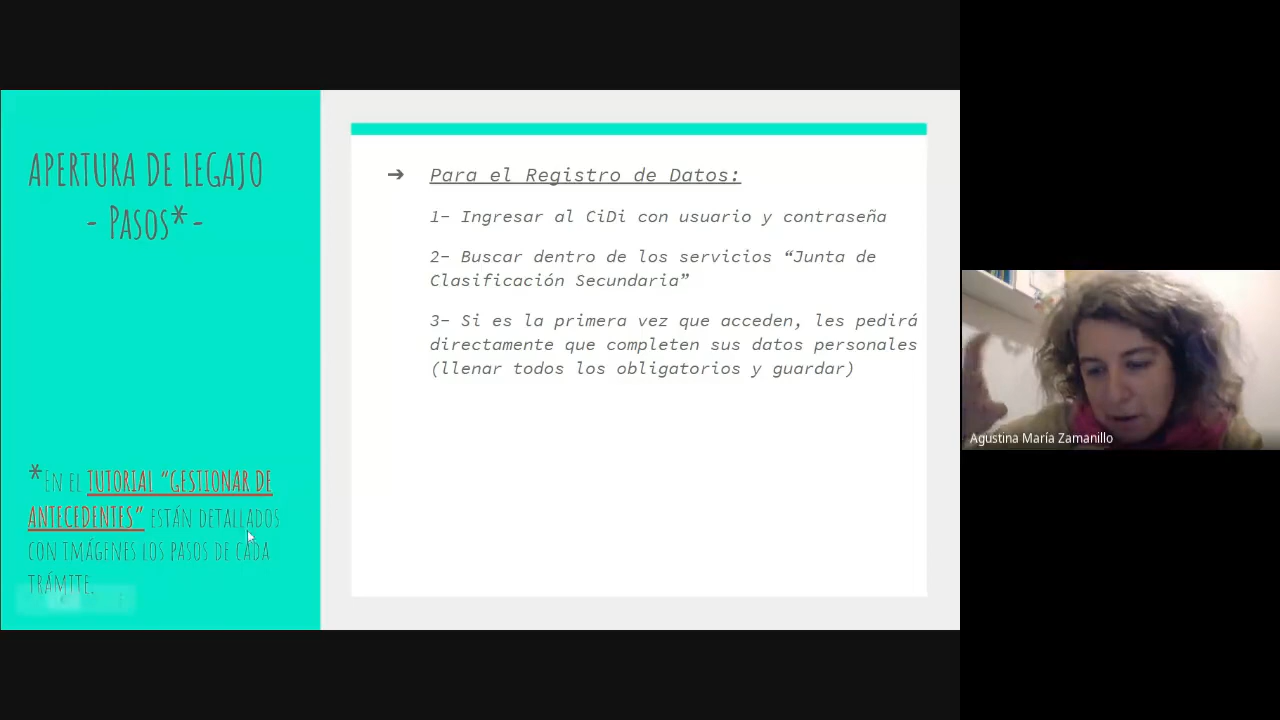 APERTURA DE LEGAJO
- PASOS*-
*EN EL TUTORIAL “GESTIONAR DE
ANTECEDENTES” ESTÁN DETALLADOS
CON IMÁGENES LOS PASOS DE CADA
TRÁMITE.
➔ Para el Registro de Datos:
1- Ingresar al CiDi con usuario y contraseña
2- Buscar dentro de los servicios “Junta de
Clasificación Secundaria”
3- Si es la primera vez que acceden, les pedirá
directamente que completen sus datos personales
(llenar todos los obligatorios y guardar)
Agustina María Zamanillo